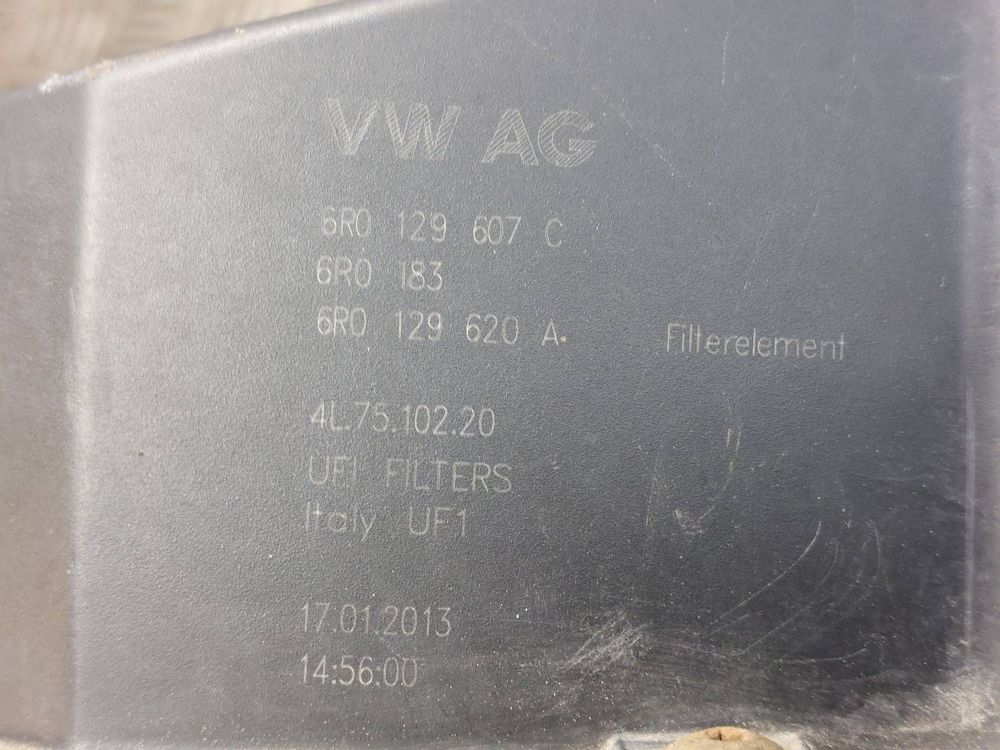 VW AG
6R0 129 607 C
6R0 183
6R0 129 620 A. Filterelement
4L.75.102.20
UFI FILTERS
Italy UF1
17.01.2013
14:56:00